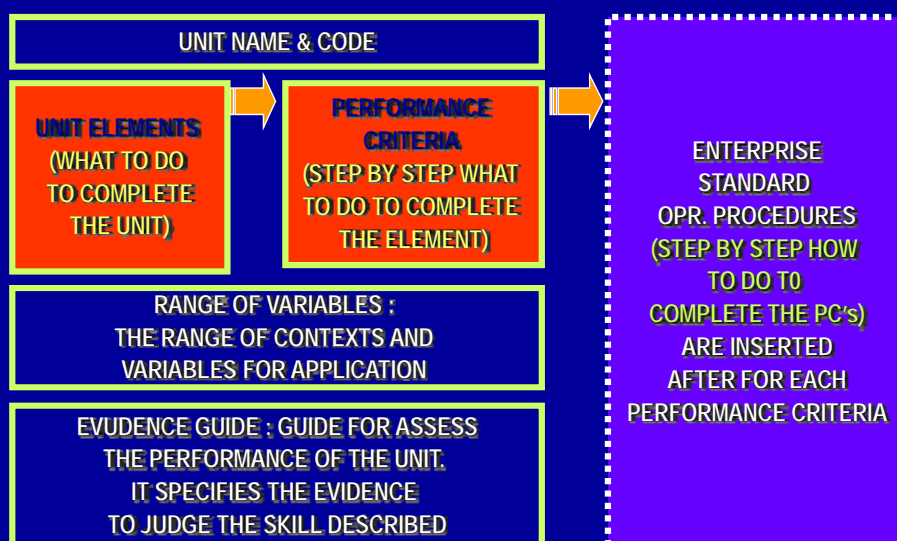 UNIT NAME & CODE
UNIT ELEMENTS
(WHAT TO DO
TO COMPLETE
THE UNIT)
PERFORMANCE
CRITERIA
(STEP BY STEP WHAT
TO DO TO COMPLETE
THE ELEMENT)
RANGE OF VARIABLES :
THE RANGE OF CONTEXTS AND
VARIABLES FOR APPLICATION
EVUDENCE GUIDE : GUIDE FOR ASSESS
THE PERFORMANCE OF THE UNIT.
IT SPECIFIES THE EVIDENCE
TO JUDGE THE SKILL DESCRIBED
ENTERPRISE
STANDARD
OPR. PROCEDURES
(STEP BY STEP HOW
TO DO T0
COMPLETE THE PC's)
ARE INSERTED
AFTER FOR EACH
PERFORMANCE CRITERIA